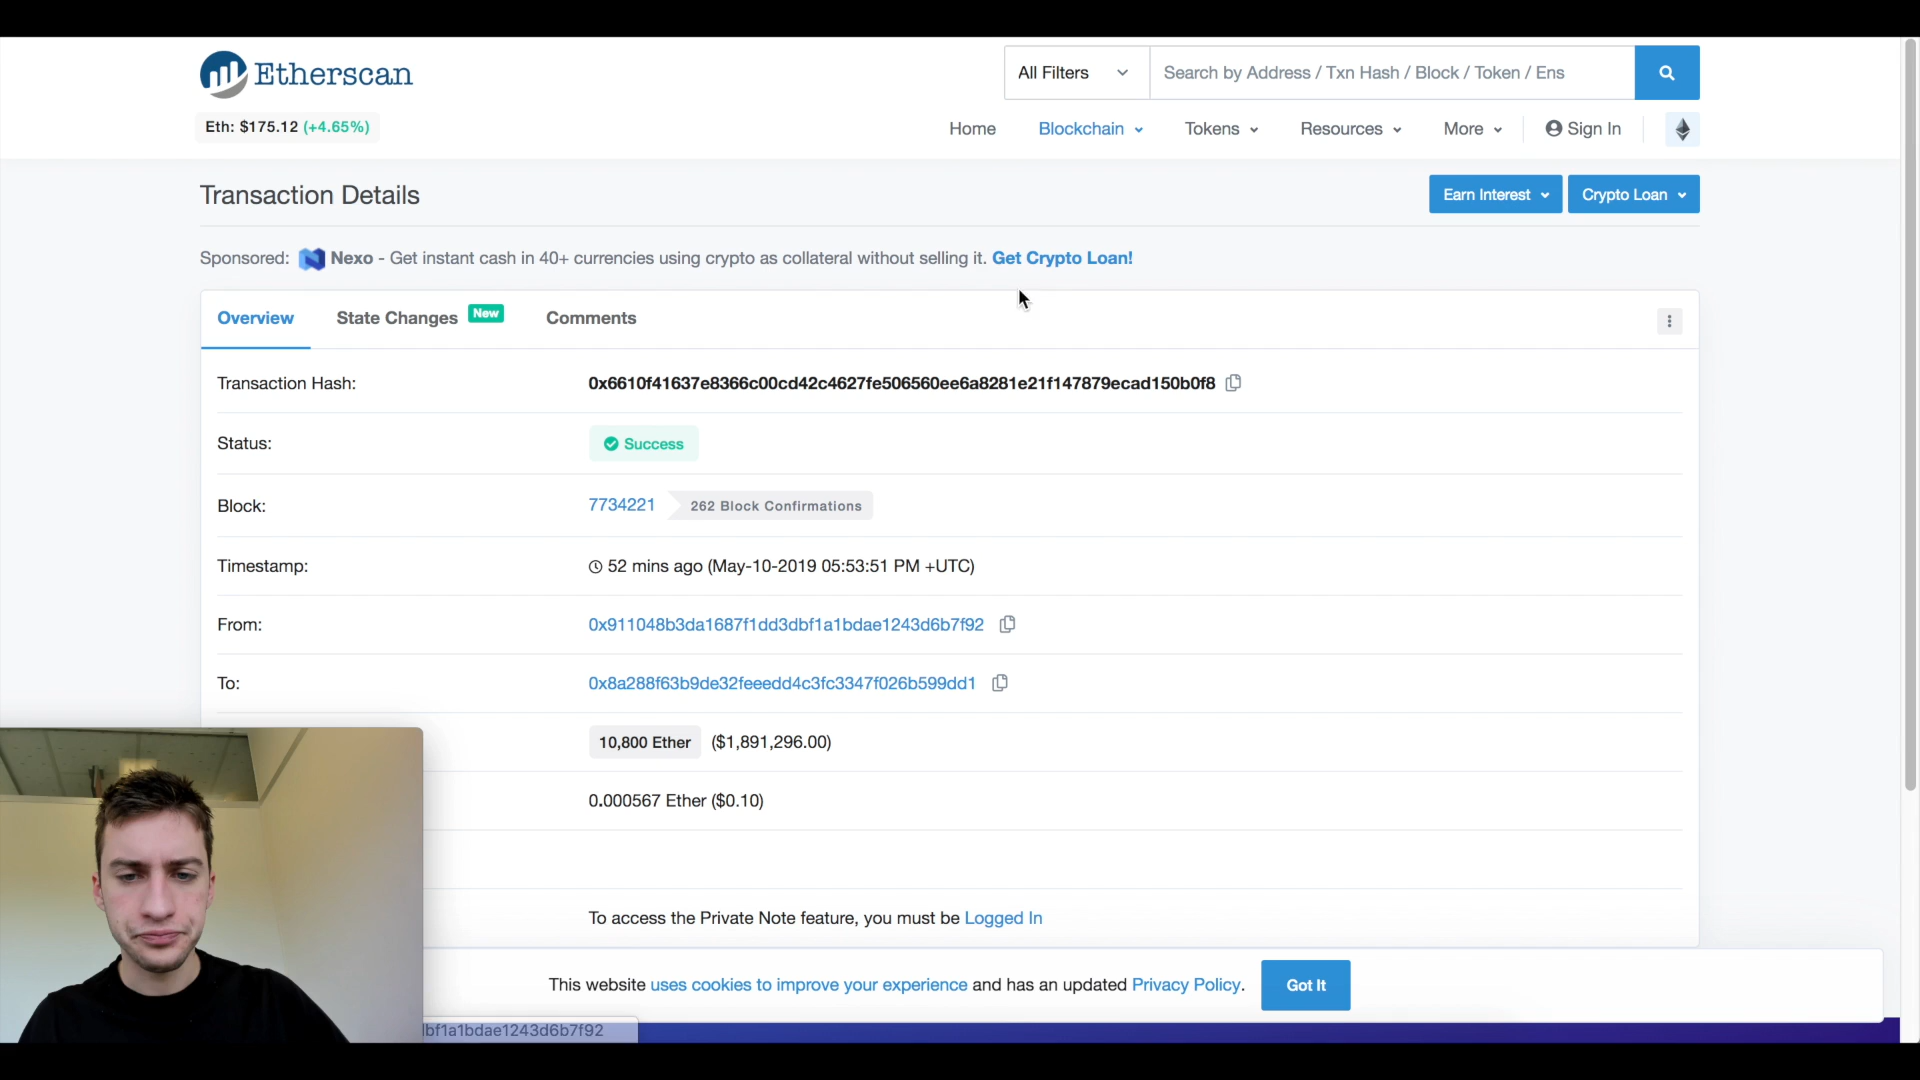 Etherscan
All Filters
Search by Address / Txn Hash / Block / Token / Ens
Eth: $175.12 (+4.65%)
Home Blockchain Tokens Resources More Sign In
Transaction Details
Earn Interest Crypto Loan
Sponsored: Nexo - Get instant cash in 40+ currencies using crypto as collateral without selling it. Get Crypto Loan!
Overview State Changes New Comments
Transaction Hash: 0x6610f41637e8366c00cd42c4627fe506560ee6a8281e21f147879ecad150b0f8
Status: Success
Block: 7734221 262 Block Confirmations
Timestamp: 52 mins ago (May-10-2019 05:53:51 PM +UTC)
From: 0x911048b3da1687f1dd3dbf1a1bdae1243d6b7f92
To: 0x8a288f63b9de32feeedd4c3fc3347f026b599dd1
10,800 Ether ($1,891,296.00)
0.000567 Ether ($0.10)
To access the Private Note feature, you must be Logged In
This website uses cookies to improve your experience and has an updated Privacy Policy. Got It
bf1a1bdae1243d6b7f92